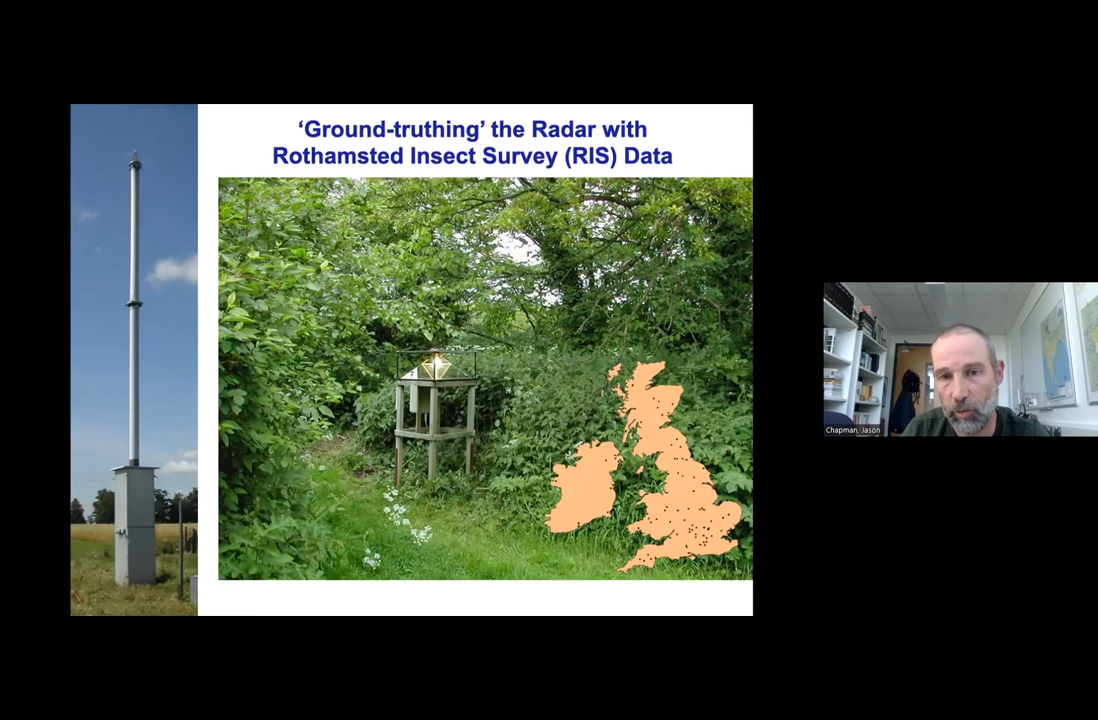 ‘Ground-truthing’ the Radar with
Rothamsted Insect Survey (RIS) Data
Chapman, Jason